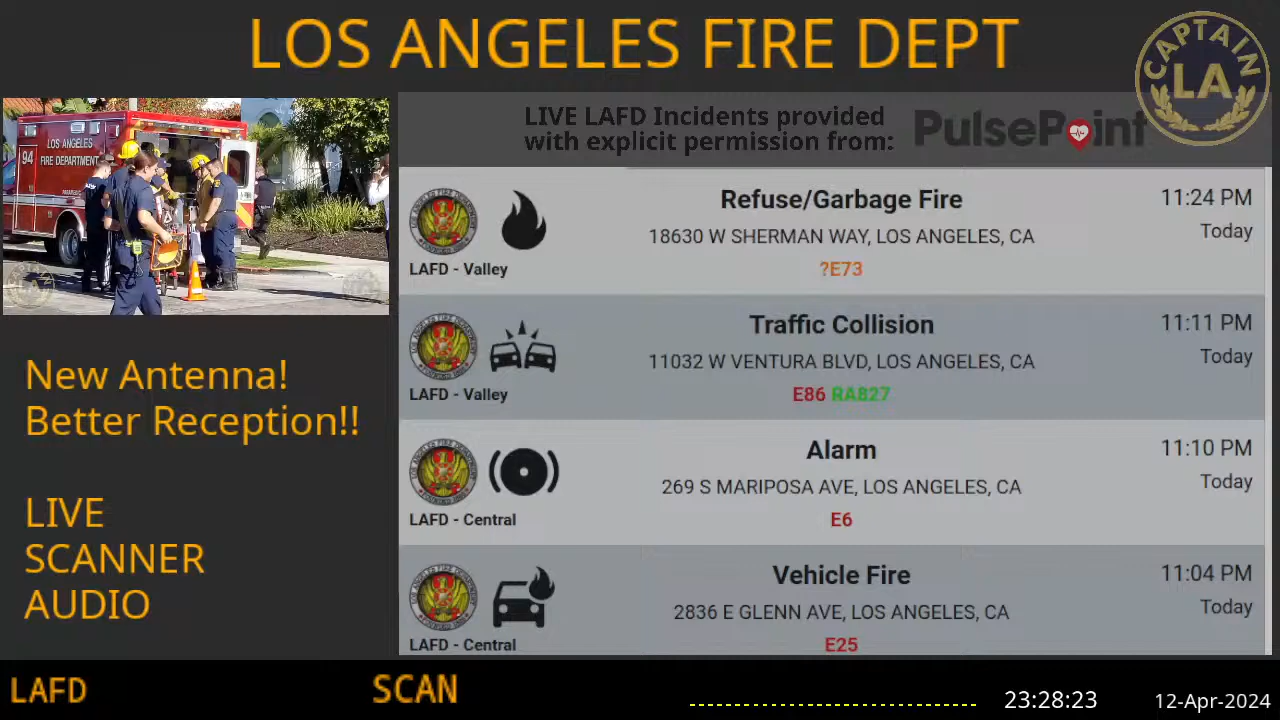 LOS ANGELES FIRE DEPT
CAPTAIN
LA
LIVE LAFD Incidents provided
with explicit permission from:
PulsePoint
94
LOS ANGELES
FIRE DEPARTMENT
Refuse/Garbage Fire
11:24 PM
18630 W SHERMAN WAY, LOS ANGELES, CA
Today
LAFD - Valley
?E73
Traffic Collision
11:11 PM
11032 W VENTURA BLVD, LOS ANGELES, CA
Today
LAFD - Valley
E86 RA827
Alarm
11:10 PM
269 S MARIPOSA AVE, LOS ANGELES, CA
Today
LAFD - Central
E6
Vehicle Fire
11:04 PM
2836 E GLENN AVE, LOS ANGELES, CA
Today
LAFD - Central
E25
New Antenna!
Better Reception!!
LIVE
SCANNER
AUDIO
LAFD
SCAN
23:28:23
12-Apr-2024